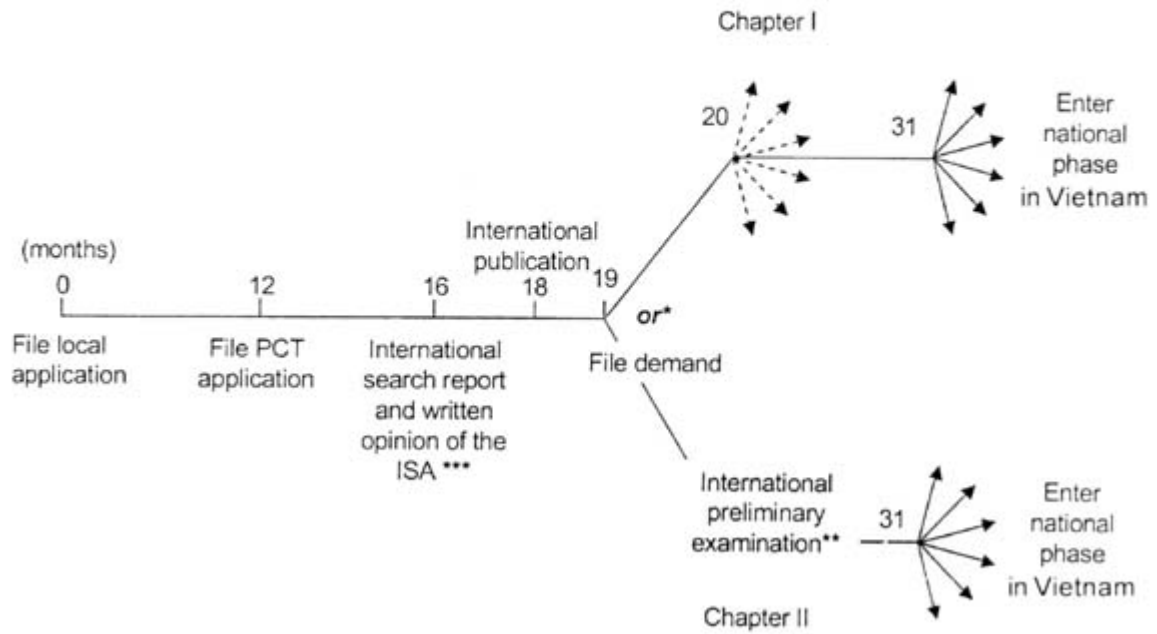 Chapter I
20
31
Enter
national
phase
in Vietnam
(months)
International
publication
0
12
16
18
19
or*
File local
application
File PCT
application
International
search report
and written
opinion of the
ISA ***
File demand
International
preliminary
examination**
31
Enter
national
phase
in Vietnam
Chapter II